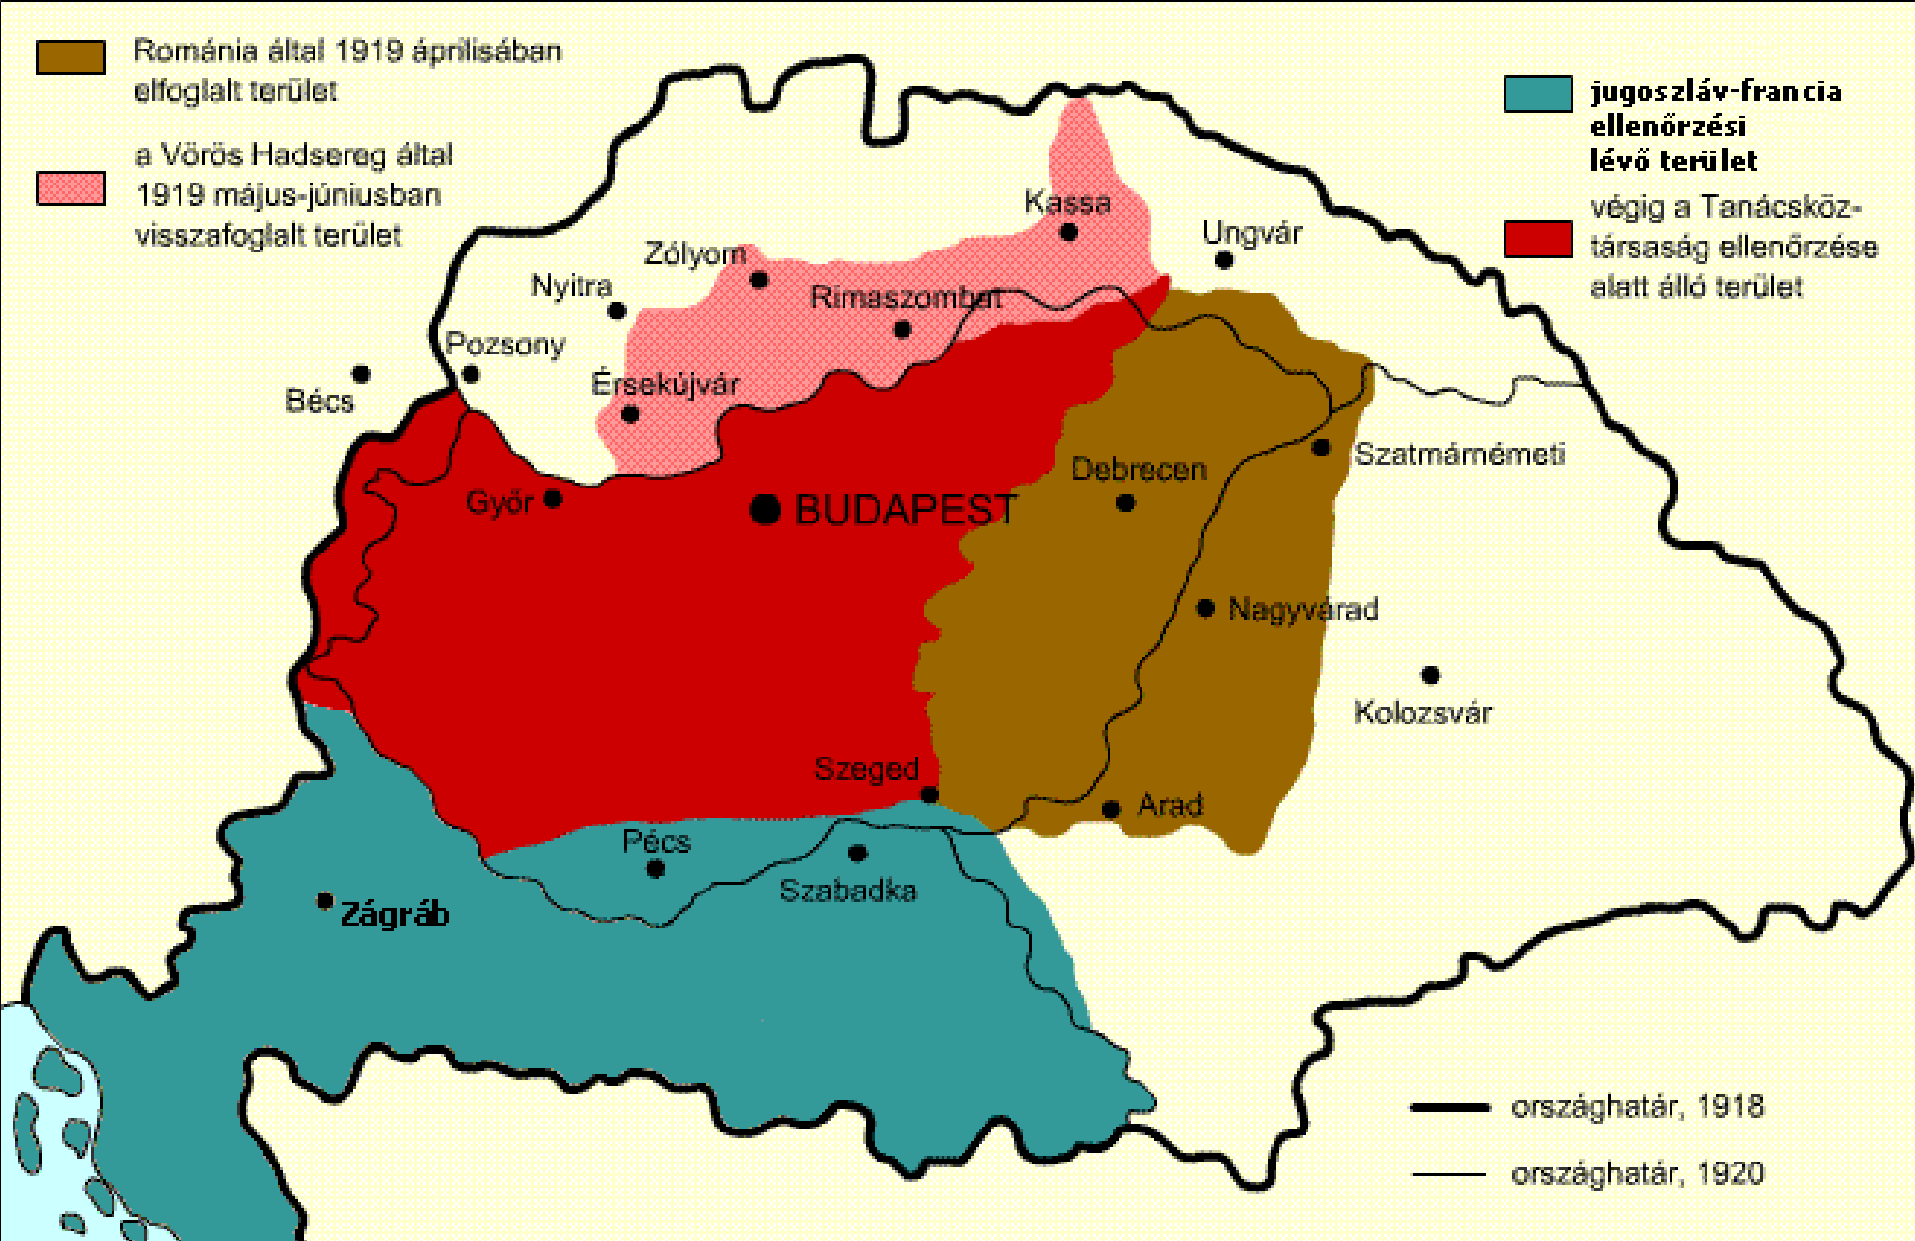 Románia által 1919 áprilisában
elfoglalt terület
a Vörös Hadsereg által
1919 május-júniusban
visszafoglalt terület
jugoszláv-francia
ellenőrzési
lévő terület
végig a Tanácsköz-
társaság ellenőrzése
alatt álló terület
Kassa
Ungvár
Zólyom
Nyitra
Rimaszombat
Pozsony
Érsekújvár
Bécs
Szatmárnémeti
Debrecen
Győr
BUDAPEST
Nagyvárad
Kolozsvár
Szeged
Arad
Pécs
Szabadka
Zágráb
országhatár, 1918
országhatár, 1920